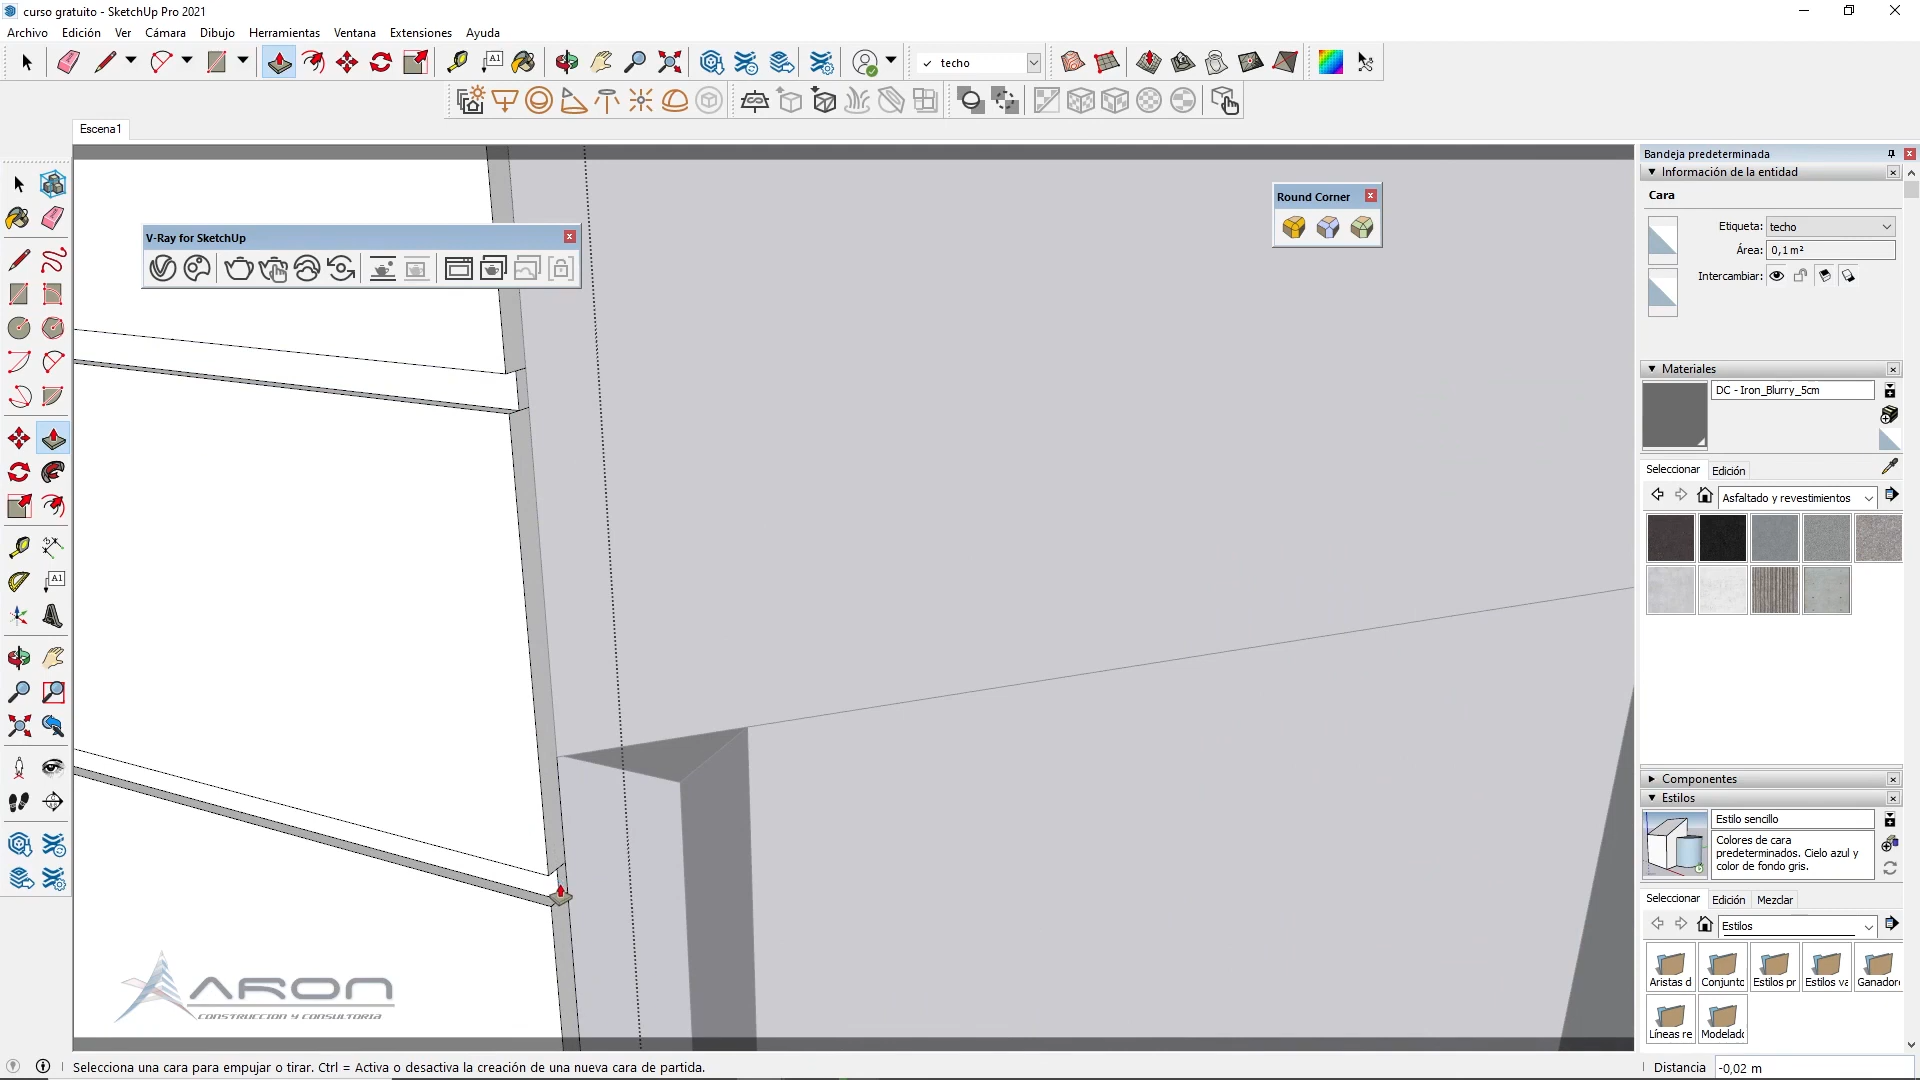 curso gratuito - SketchUp Pro 2021
Archivo Edición Ver Cámara Dibujo Herramientas Ventana Extensiones Ayuda
A1
techo
Escena1
Bandeja predeterminada
Información de la entidad
Cara
Etiqueta: techo
Área: 0,1 m²
Intercambiar:
Round Corner
V-Ray for SketchUp
Materiales
DC - Iron_Blurry_5cm
Seleccionar Edición
Asfaltado y revestimientos
A1
Componentes
Estilos
Estilo sencillo
Colores de cara
predeterminados. Cielo azul y
color de fondo gris.
Seleccionar Edición Mezclar
Estilos
Aristas d Conjunto Estilos pr Estilos va Ganador
Líneas re Modelad
ARON
CONSTRUCCION Y CONSULTORIA
Selecciona una cara para empujar o tirar. Ctrl = Activa o desactiva la creación de una nueva cara de partida.
Distancia -0,02 m